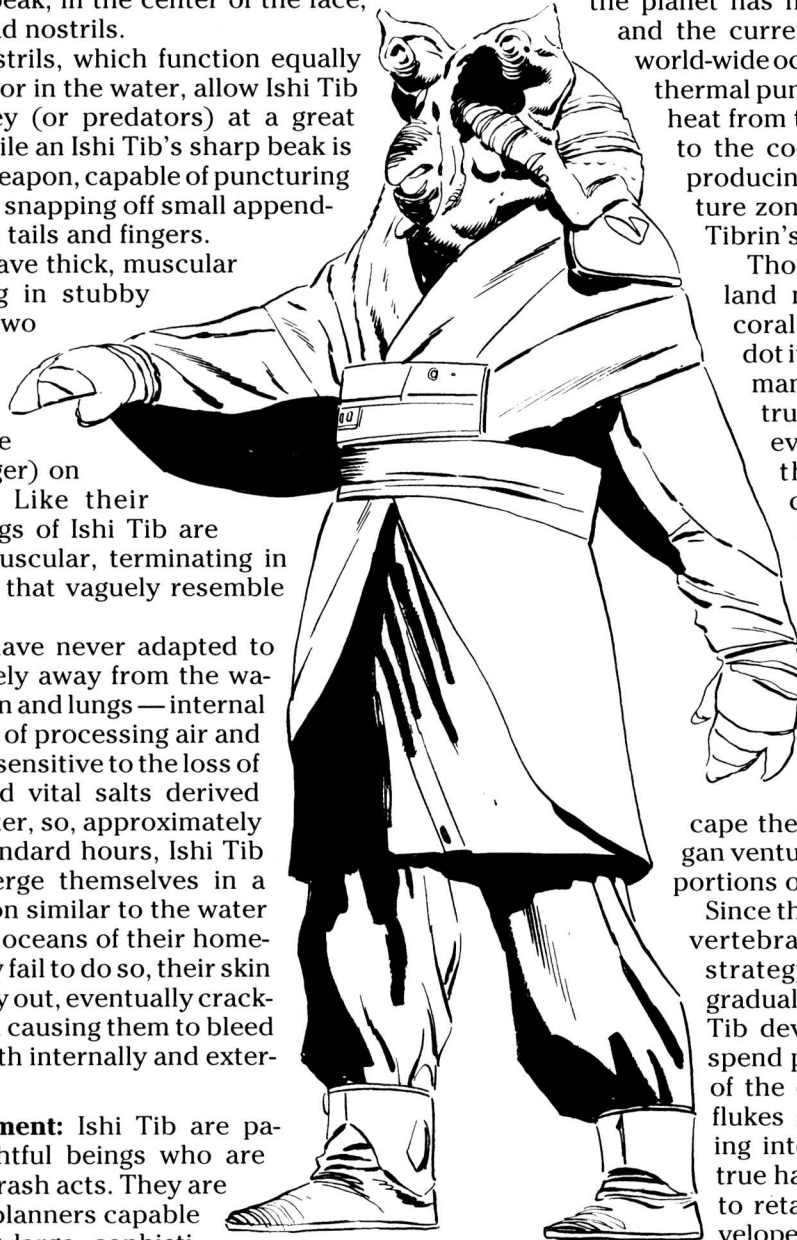 eak, in the center of the face,
d nostrils.
strils, which function equally
or in the water, allow Ishi Tib
ey (or predators) at a great
ile an Ishi Tib's sharp beak is
eapon, capable of puncturing
snapping off small append-
tails and fingers.
ave thick, muscular
g in stubby
wo
e
ger) on
Like their
gs of Ishi Tib are
uscular, terminating in
that vaguely resemble
ave never adapted to
ely away from the wa-
n and lungs — internal
of processing air and
sensitive to the loss of
d vital salts derived
er, so, approximately
ndard hours, Ishi Tib
erge themselves in a
on similar to the water
oceans of their home-
y fail to do so, their skin
y out, eventually crack-
causing them to bleed
th internally and exter-
ment: Ishi Tib are pa-
htful beings who are
rash acts. They are
planners capable
large, sophisti-
the planet has
and the curre
world-wide oc
thermal pun
heat from t
to the co
producin
ture zon
Tibrin's
Tho
land
coral
dot i
man
tru
ev
th
cape the
gan ventu
portions o
Since th
vertebra
strategy
gradual
Tib dev
spend p
of the
flukes
ing int
true ha
to reta
velope